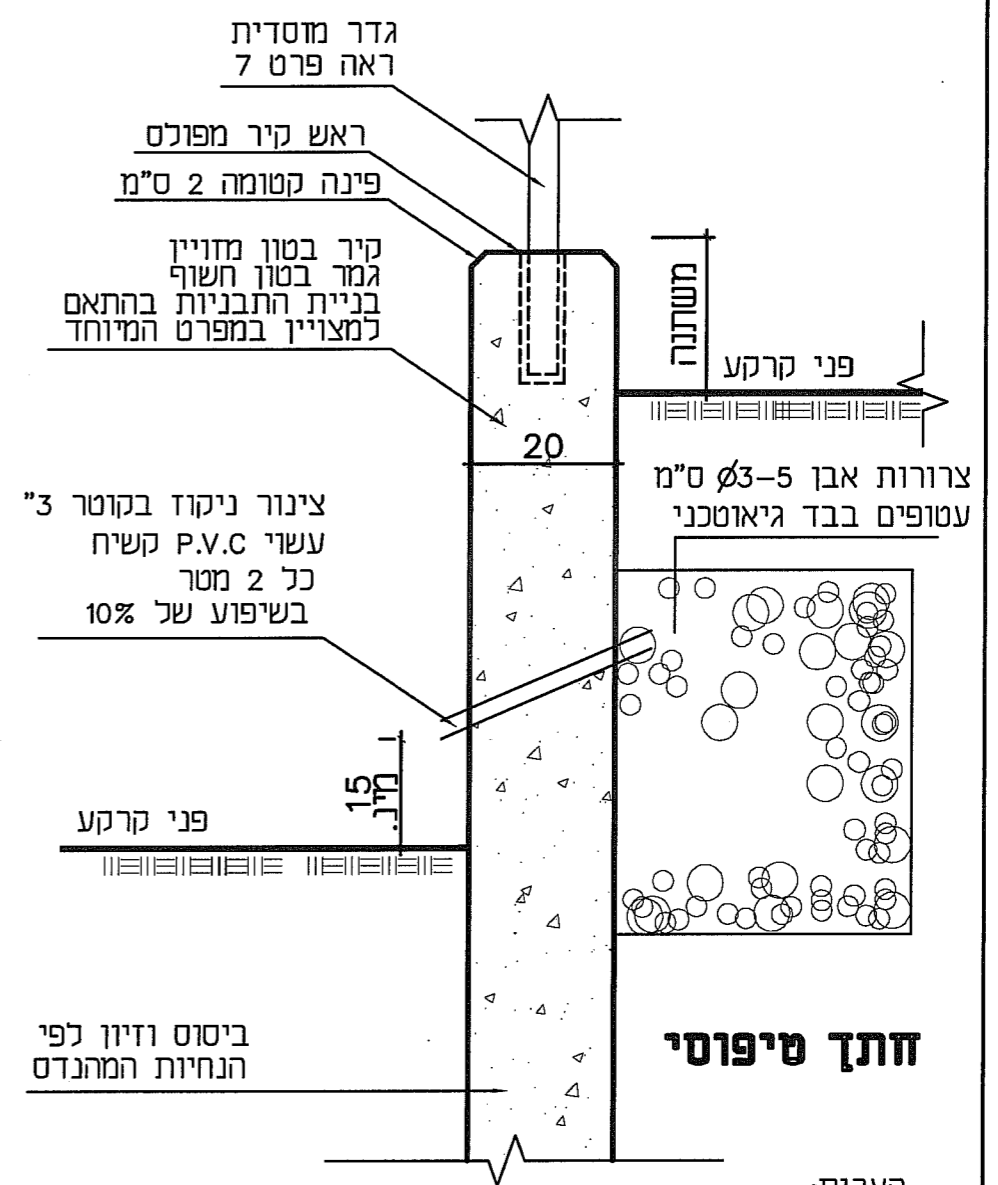 גדר מוסדית
ראה פרט 7
ראש קיר מפולס
פינה קטומה 2 ס"מ
קיר בטון מזויין
גמר בטון חשוף
בניית התבניות בהתאם
למצויין במפרט המיוחד
משתנה
פני קרקע
20
צרורות אבן Ø3-5 ס"מ
עטופים בבד גיאוטכני
צינור ניקוז בקוטר 3"
עשוי P.V.C קשיח
כל 2 מטר
בשיפוע של 10%
15
מינ.
פני קרקע
ביסוס וזיון לפי
הנחיות המהנדס
חתך טיפוסי